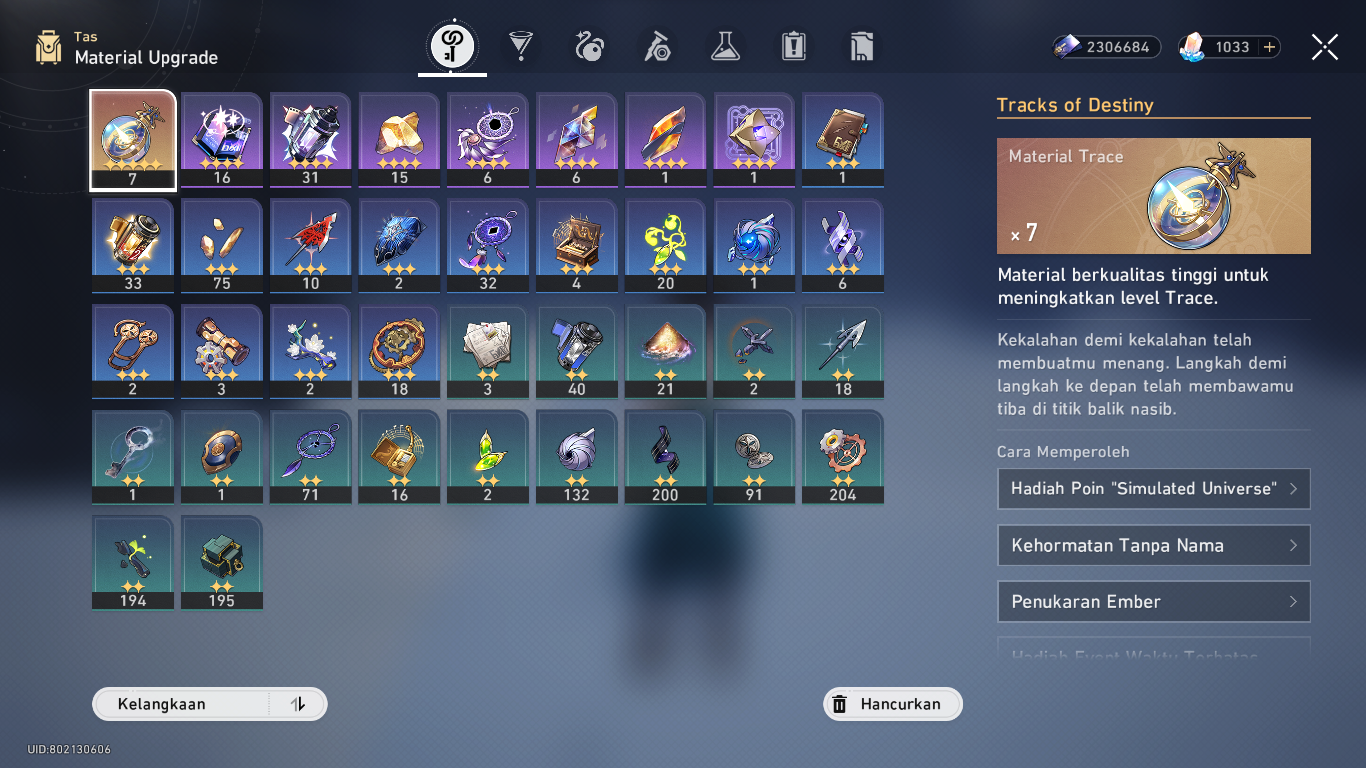 Tas
Material Upgrade
2306684
1033
7
16
31
15
6
6
1
1
1
33
75
10
2
32
4
20
1
6
2
3
2
18
3
40
21
2
18
1
1
71
16
2
132
200
91
204
194
195
Tracks of Destiny
Material Trace
× 7
Material berkualitas tinggi untuk
meningkatkan level Trace.
Kekalahan demi kekalahan telah
membuatmu menang. Langkah demi
langkah ke depan telah membawamu
tiba di titik balik nasib.
Cara Memperoleh
Hadiah Poin "Simulated Universe"
Kehormatan Tanpa Nama
Penukaran Ember
Hadiah Event Waktu Terbatas
Kelangkaan
Hancurkan
UID:802130606